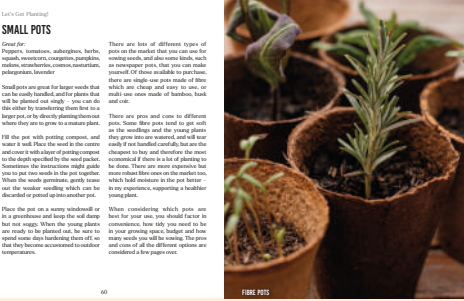 Let's Get Planting!
SMALL POTS
Great for:
Peppers, tomatoes, aubergines, herbs,
squash, sweetcorn, courgettes, pumpkins,
melons, strawberries, cosmos, nasturtium,
pelargonium, lavender
Small pots are great for larger seeds that
can be easily handled, and for plants that
will be planted out singly – you can do
this either by transferring them first to a
larger pot, or by directly planting them out
where they are to grow to a mature plant.
Fill the pot with potting compost, and
water it well. Place the seed in the centre
and cover it with a layer of potting compost
to the depth specified by the seed packet.
Sometimes the instructions might guide
you to put two seeds in the pot together.
When the seeds germinate, gently tease
out the weaker seedling which can be
discarded or potted up into another pot.
Place the pot on a sunny windowsill or
in a greenhouse and keep the soil damp
but not soggy. When the young plants
are ready to be planted out, be sure to
spend some days hardening them off, so
that they become accustomed to outdoor
temperatures.
There are lots of different types of
pots on the market that you can use for
sowing seeds, and also some kinds, such
as newspaper pots, that you can make
yourself. Of those available to purchase,
there are single-use pots made of fibre
which are cheap and easy to use, or
multi-use ones made of bamboo, husk
and coir.
There are pros and cons to different
pots. Some fibre pots tend to get soft
as the seedlings and the young plants
they grow into are watered, and will tear
easily if not handled carefully, but are the
cheapest to buy and therefore the most
economical if there is a lot of planting to
be done. There are more expensive but
more robust fibre ones on the market too,
which hold moisture in the pot better –
in my experience, supporting a healthier
young plant.
When considering which pots are
best for your use, you should factor in
convenience, how tidy you need to be
in your growing space, budget and how
many seeds you will be sowing. The pros
and cons of all the different options are
considered a few pages over.
60
FIBRE POTS